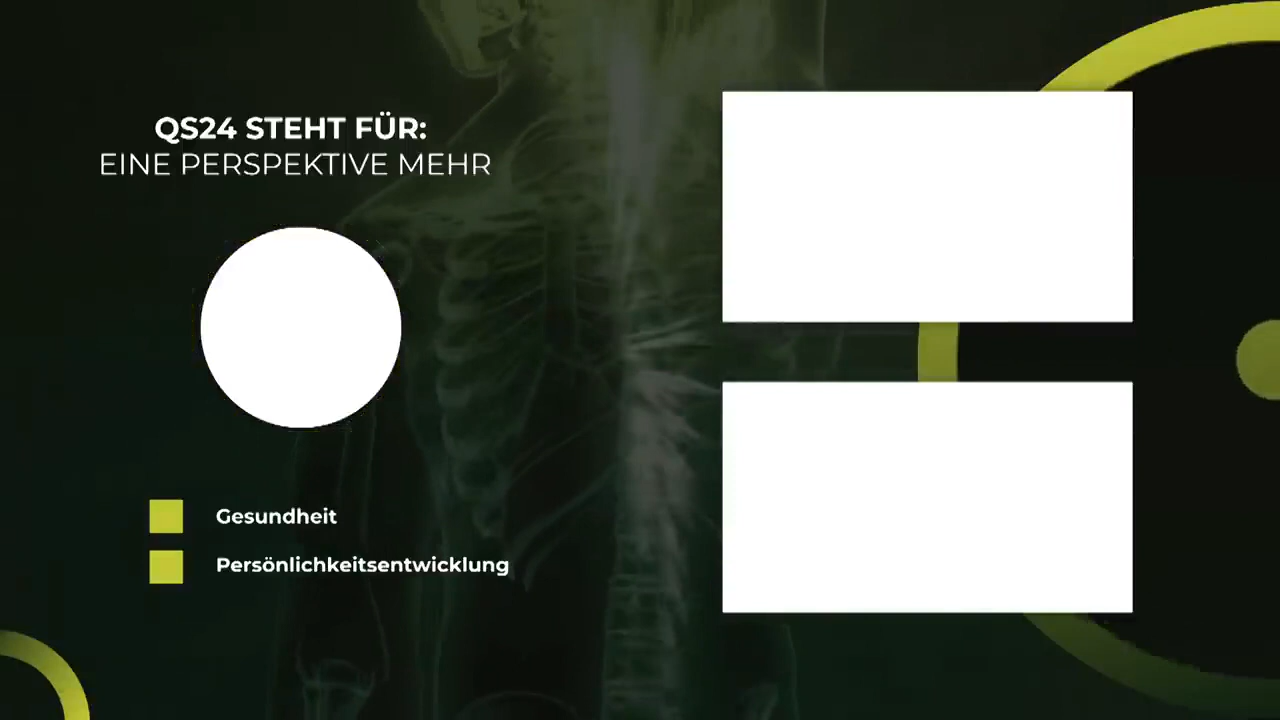 QS24 STEHT FÜR:
EINE PERSPEKTIVE MEHR
Gesundheit
Persönlichkeitsentwicklung